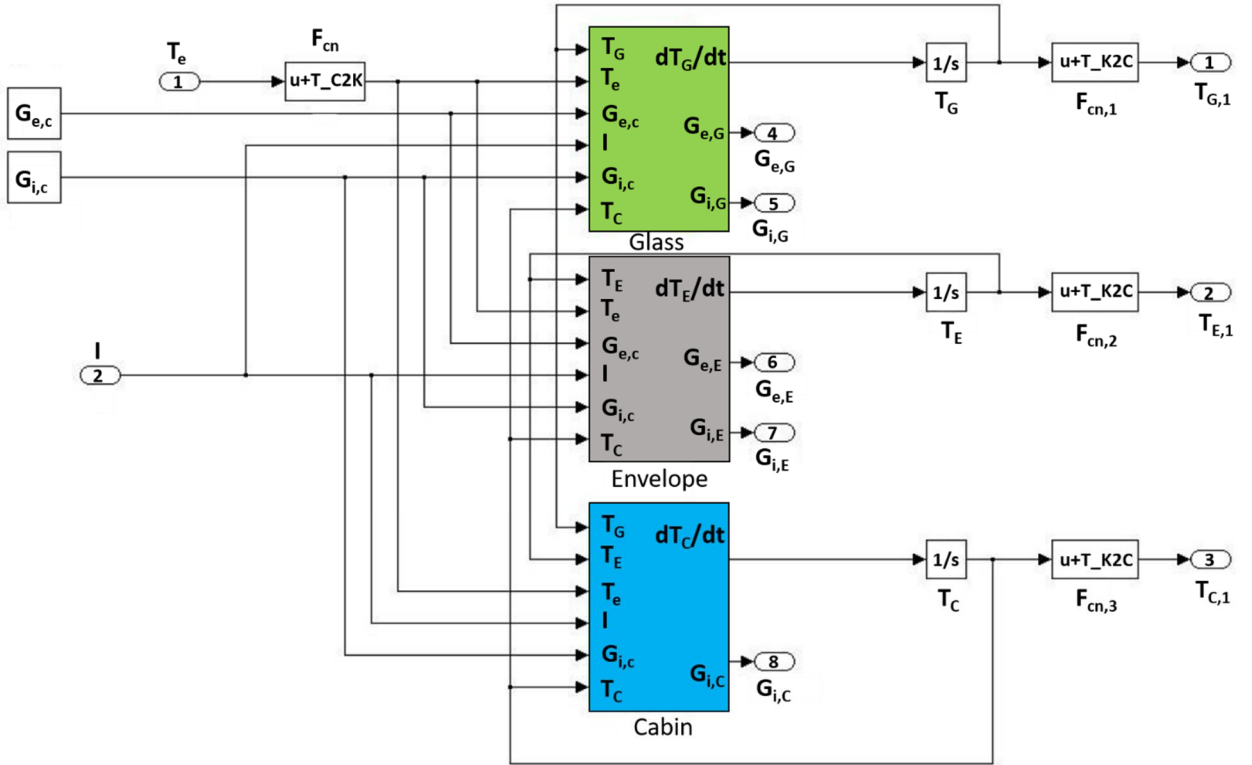 T_e
1
F_cn
u+T_C2K
G_e,c
G_i,c
I
2
T_G
T_e
G_e,c
I
G_i,c
T_C
dT_G/dt
G_e,G
G_i,G
Glass
4
G_e,G
5
G_i,G
1/s
T_G
u+T_K2C
F_cn,1
1
T_G,1
T_E
T_e
G_e,c
I
G_i,c
T_C
dT_E/dt
G_e,E
G_i,E
Envelope
6
G_e,E
7
G_i,E
1/s
T_E
u+T_K2C
F_cn,2
2
T_E,1
T_G
T_E
T_e
I
G_i,c
T_C
dT_C/dt
G_i,C
Cabin
8
G_i,C
1/s
T_C
u+T_K2C
F_cn,3
3
T_C,1